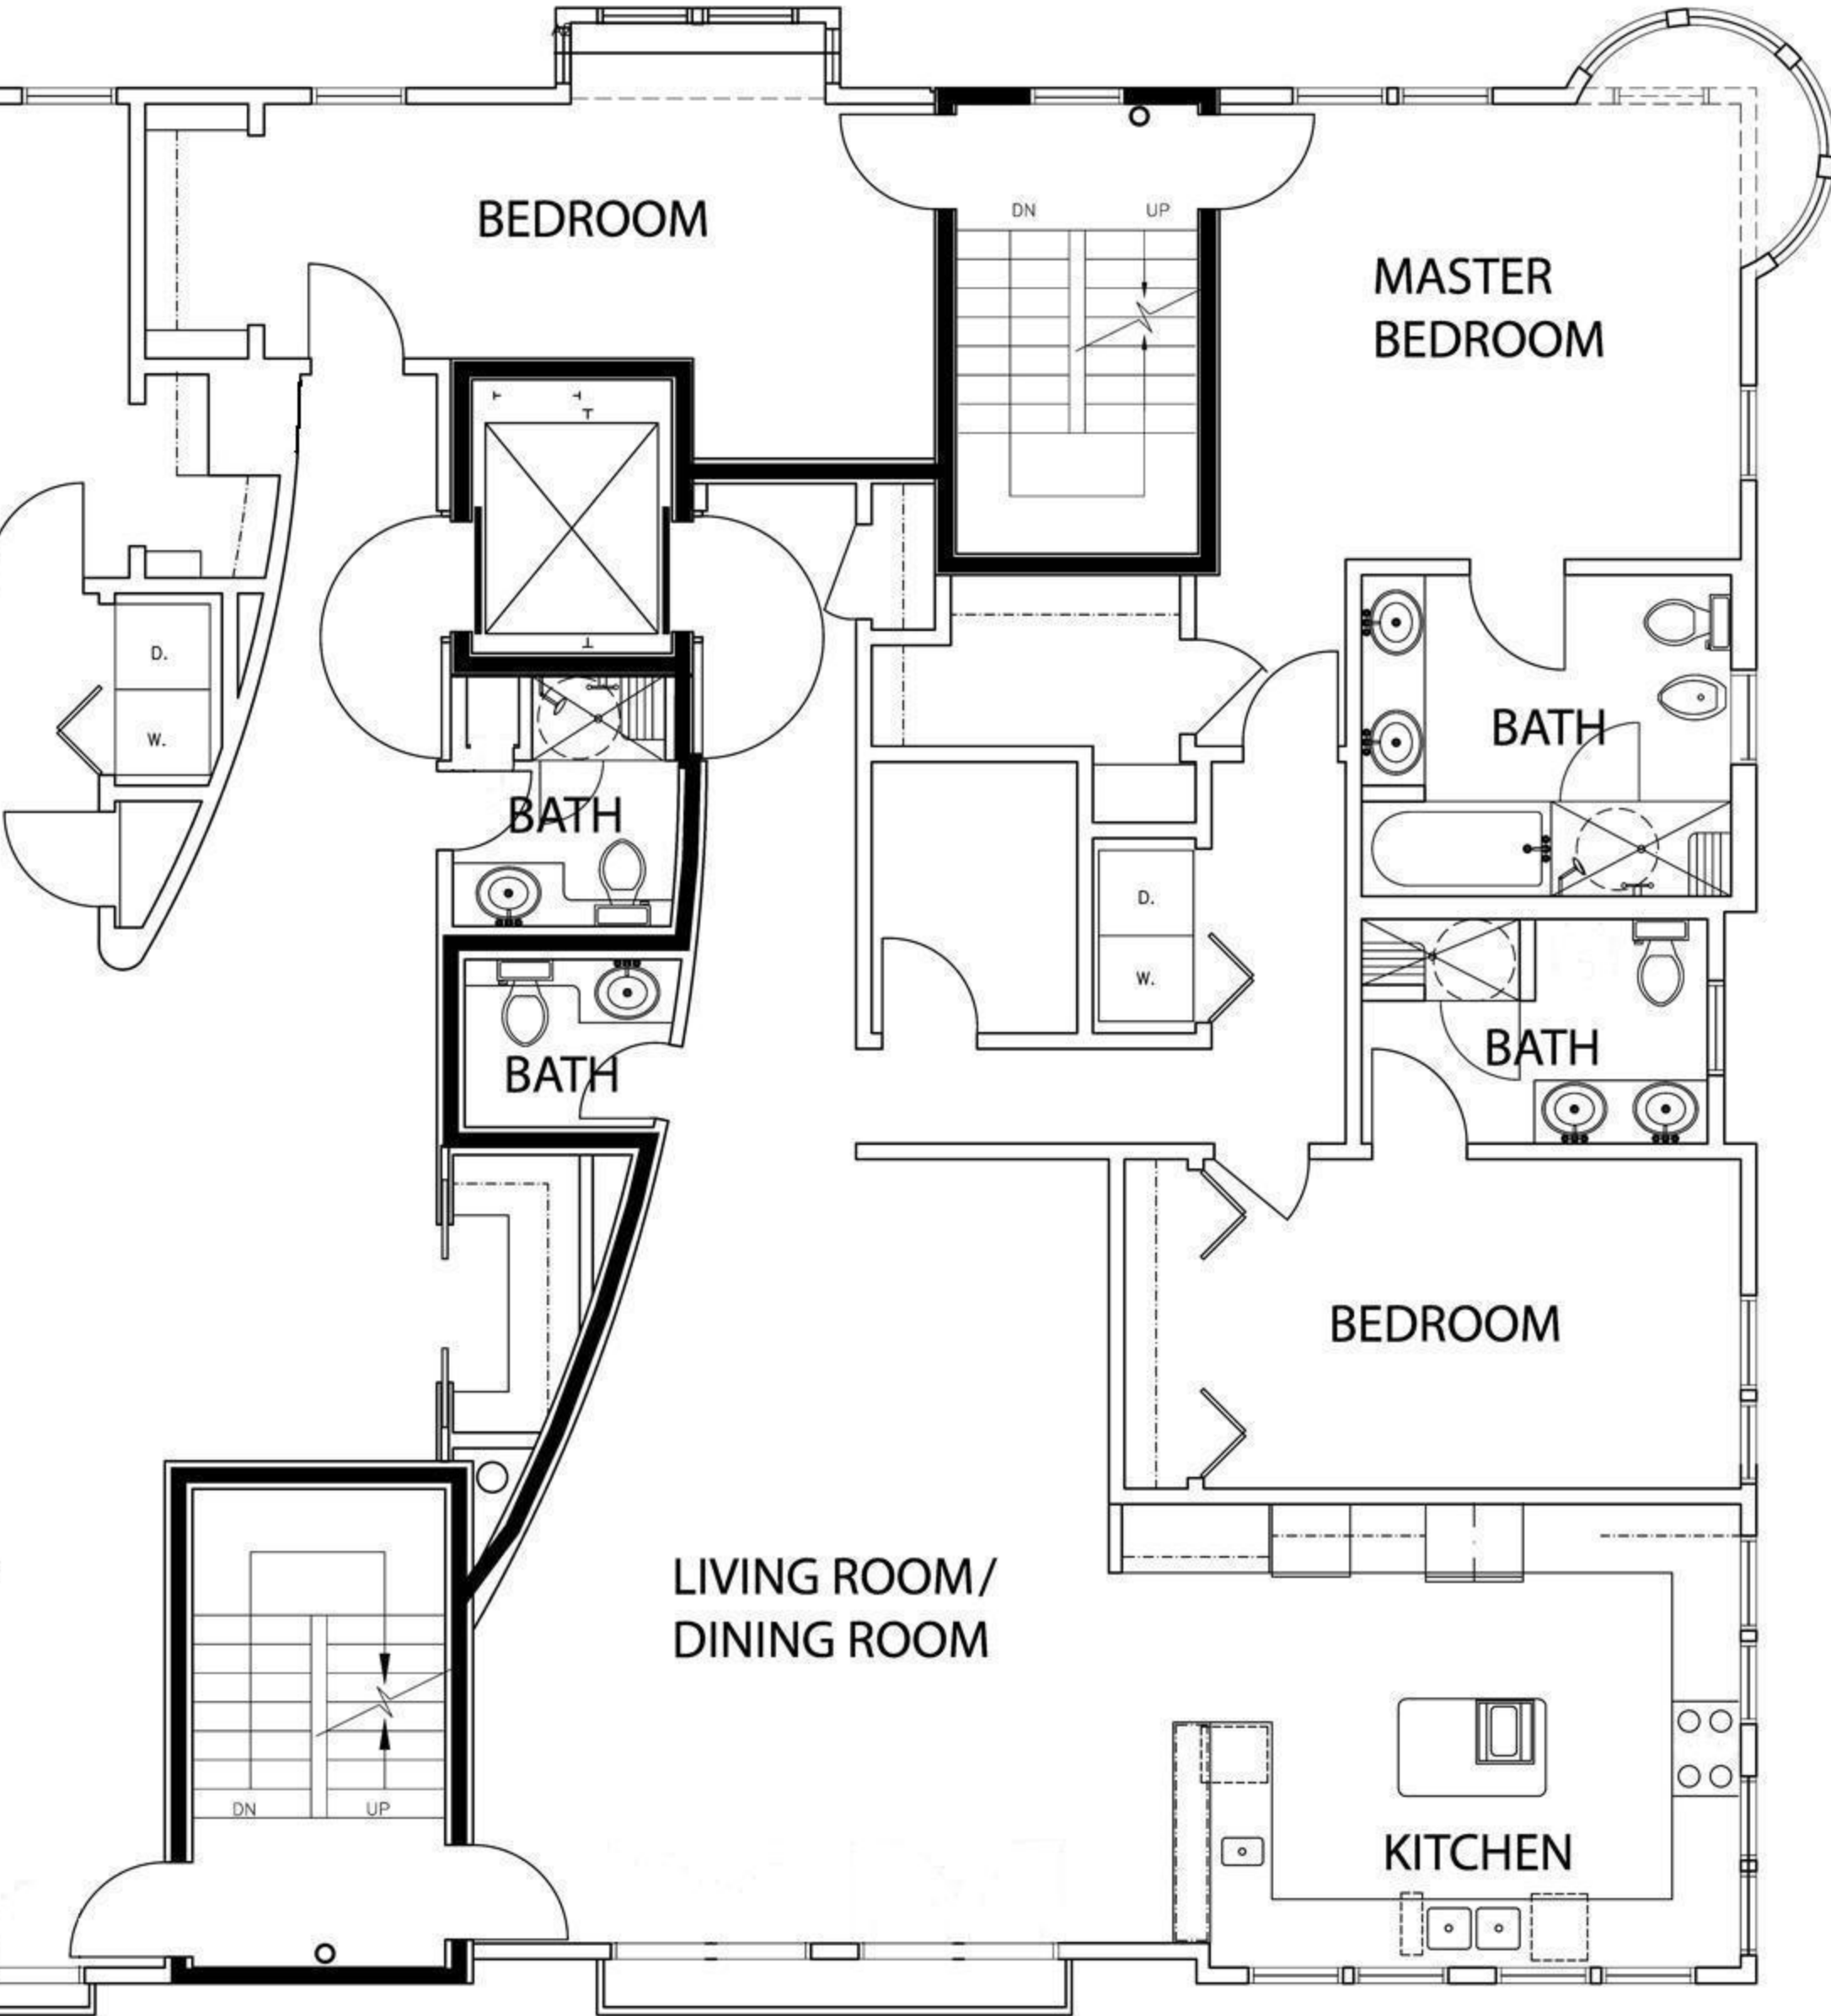 BEDROOM
DN
UP
MASTER
BEDROOM
D.
W.
BATH
BATH
D.
W.
BATH
BATH
BEDROOM
LIVING ROOM/
DINING ROOM
DN
UP
KITCHEN